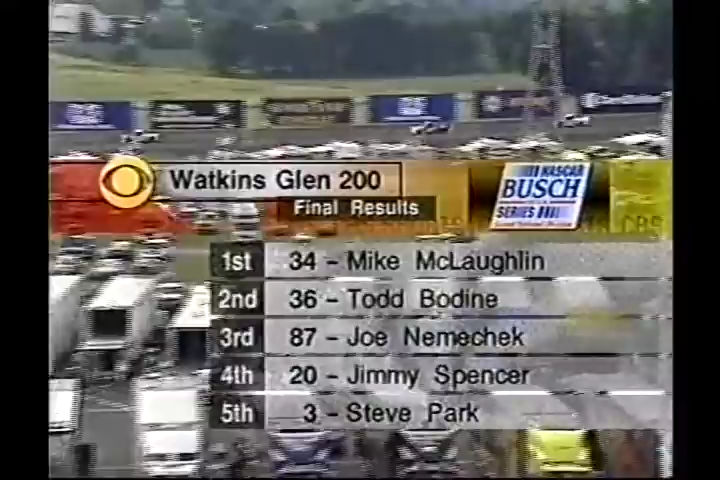 Watkins Glen 200
Final Results
NASCAR
BUSCH
SERIES
CBS
1st 34 - Mike McLaughlin
2nd 36 - Todd Bodine
3rd 87 - Joe Nemechek
4th 20 - Jimmy Spencer
5th 3 - Steve Park